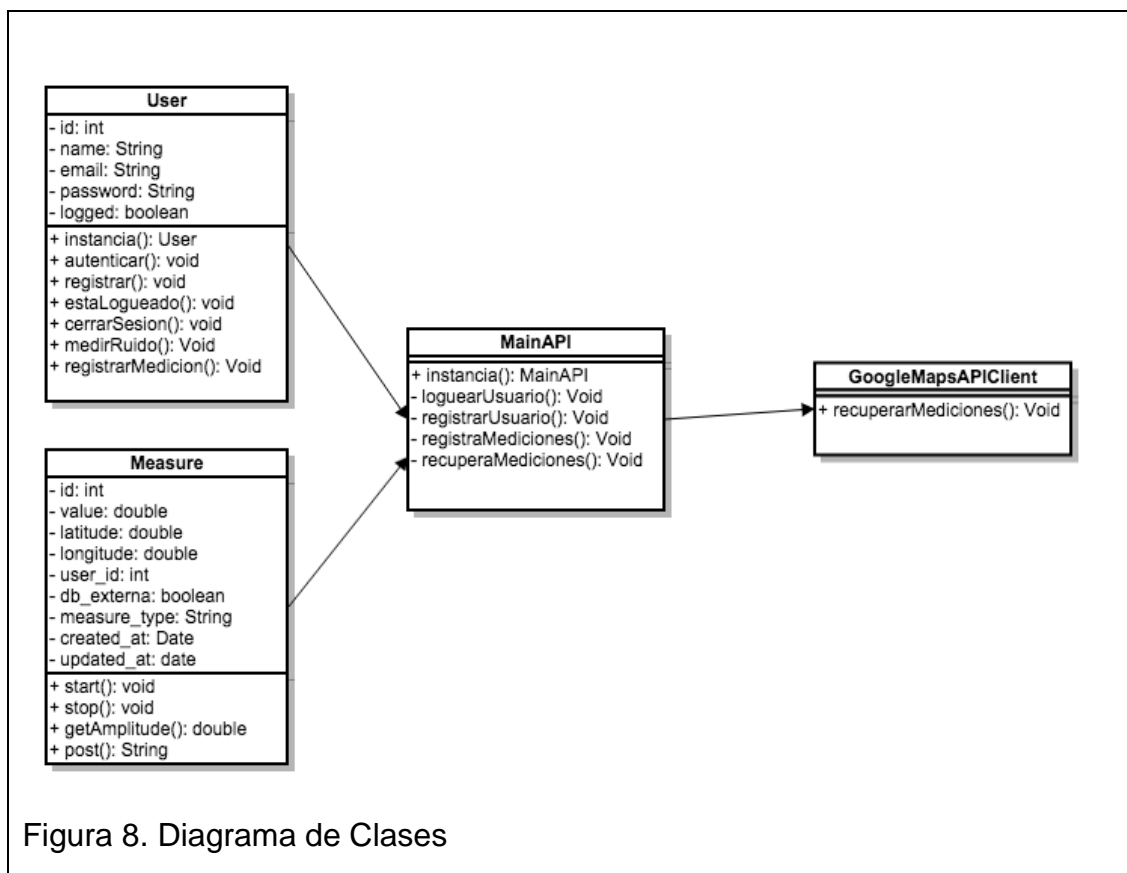 User
- id: int
- name: String
- email: String
- password: String
- logged: boolean
+ instancia(): User
+ autenticar(): void
+ registrar(): void
+ estaLogueado(): void
+ cerrarSesion(): void
+ medirRuido(): Void
+ registrarMedicion(): Void
Measure
- id: int
- value: double
- latitude: double
- longitude: double
- user_id: int
- db_externa: boolean
- measure_type: String
- created_at: Date
- updated_at: date
+ start(): void
+ stop(): void
+ getAmplitude(): double
+ post(): String
MainAPI
+ instancia(): MainAPI
- loguearUsuario(): Void
- registrarUsuario(): Void
- registraMediciones(): Void
- recuperaMediciones(): Void
GoogleMapsAPIClient
+ recuperarMediciones(): Void
Figura 8. Diagrama de Clases